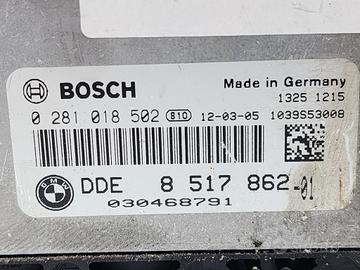 BOSCH
Made in Germany
1325 1215
0 281 018 502 810 12-03-05 1039S53008
BMW
DDE 8 517 862-01
030468791